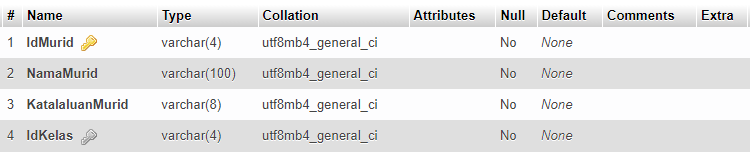 # Name Type Collation Attributes Null Default Comments Extra
1 IdMurid varchar(4) utf8mb4_general_ci No None
2 NamaMurid varchar(100) utf8mb4_general_ci No None
3 KatalaluanMurid varchar(8) utf8mb4_general_ci No None
4 IdKelas varchar(4) utf8mb4_general_ci No None